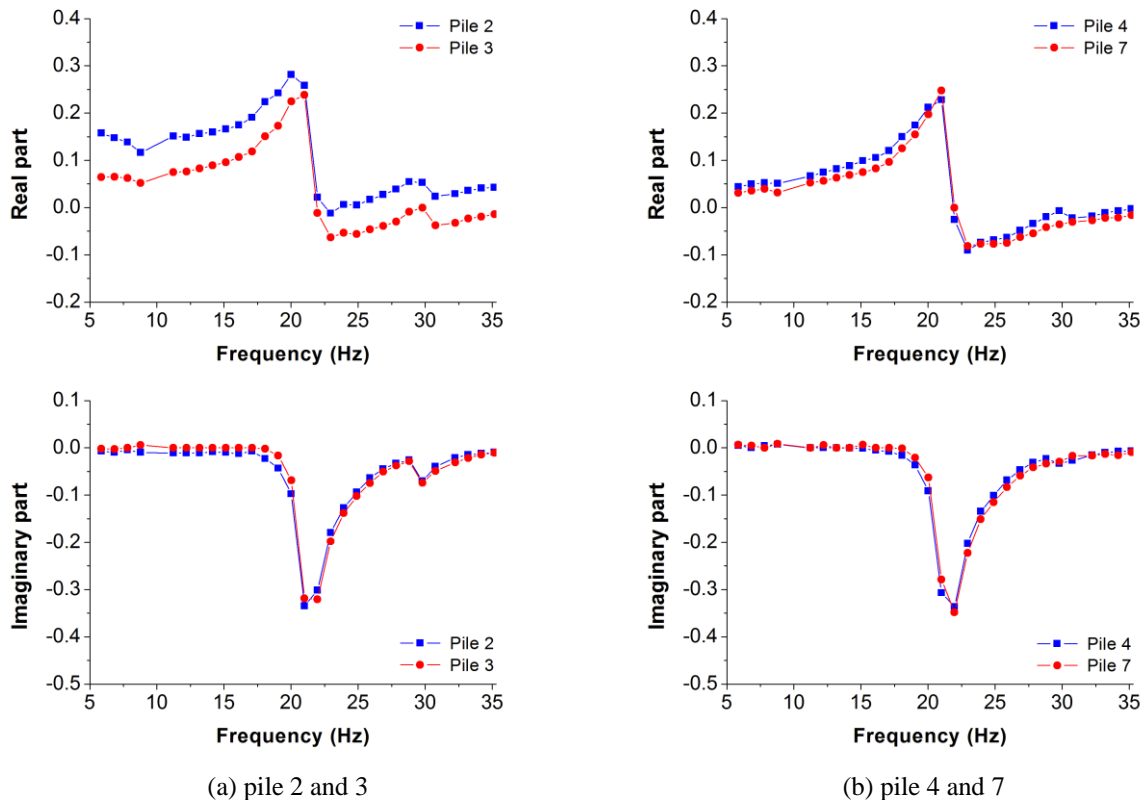 0.4
0.3
0.2
0.1
0.0
-0.1
-0.2
Real part
Pile 2
Pile 3
5 10 15 20 25 30 35
Frequency (Hz)
0.4
0.3
0.2
0.1
0.0
-0.1
-0.2
Real part
Pile 4
Pile 7
5 10 15 20 25 30 35
Frequency (Hz)
0.1
0.0
-0.1
-0.2
-0.3
-0.4
-0.5
Imaginary part
Pile 2
Pile 3
5 10 15 20 25 30 35
Frequency (Hz)
0.1
0.0
-0.1
-0.2
-0.3
-0.4
-0.5
Imaginary part
Pile 4
Pile 7
5 10 15 20 25 30 35
Frequency (Hz)
(a) pile 2 and 3
(b) pile 4 and 7